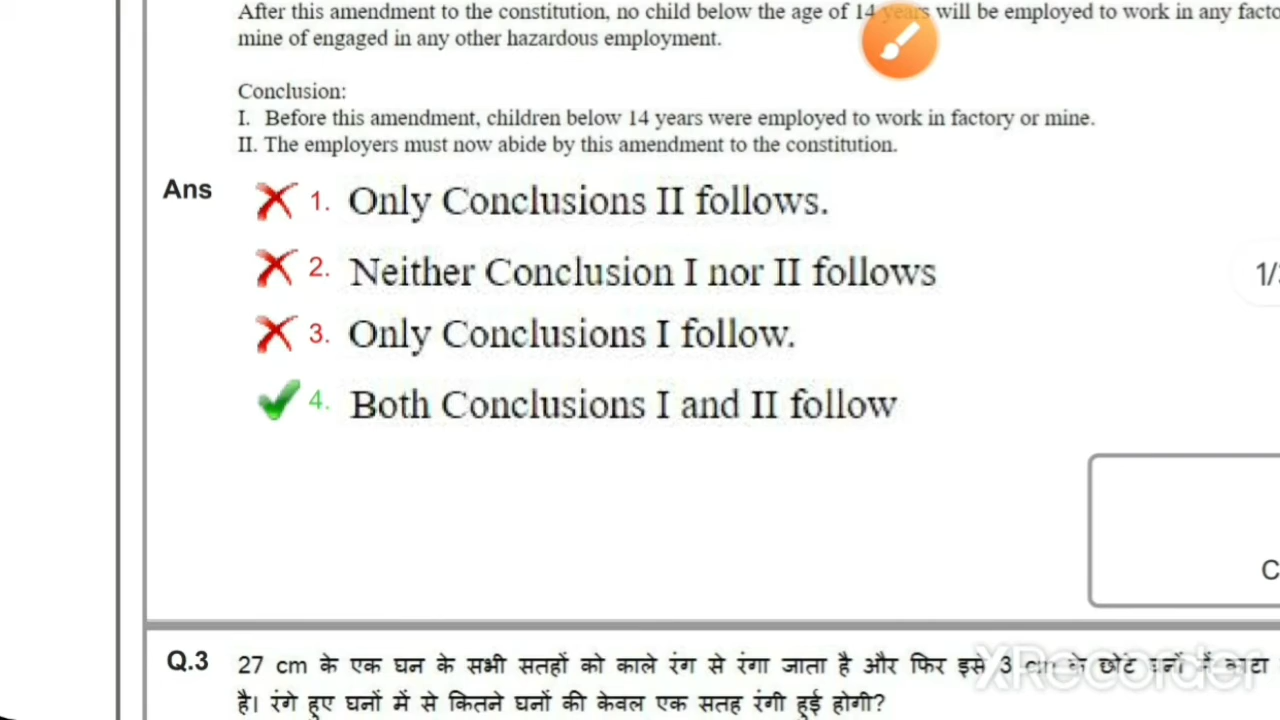 After this amendment to the constitution, no child below the age of 14 years will be employed to work in any facto
mine of engaged in any other hazardous employment.
Conclusion:
I. Before this amendment, children below 14 years were employed to work in factory or mine.
II. The employers must now abide by this amendment to the constitution.
Ans
1. Only Conclusions II follows.
2. Neither Conclusion I nor II follows
3. Only Conclusions I follow.
4. Both Conclusions I and II follow
1/
C
Q.3 27 cm के एक घन के सभी सतहों को काले रंग से रंगा जाता है और फिर इसे 3 cm के छोटे घनों में काटा
है। रंगे हुए घनों में से कितने घनों की केवल एक सतह रंगी हुई होगी?
XRecorder